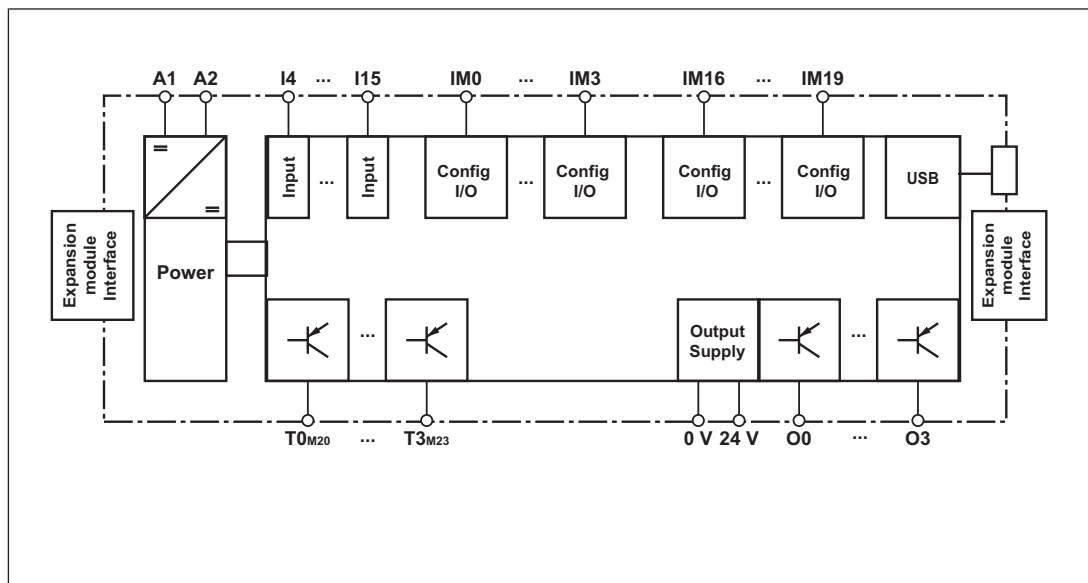 A1 A2 I4 ... I15 IM0 ... IM3 IM16 ... IM19
Input ... Input Config I/O ... Config I/O Config I/O ... Config I/O USB
Expansion module Interface
Power
Expansion module Interface
... Output Supply ...
T0M20 ... T3M23 0 V 24 V O0 ... O3